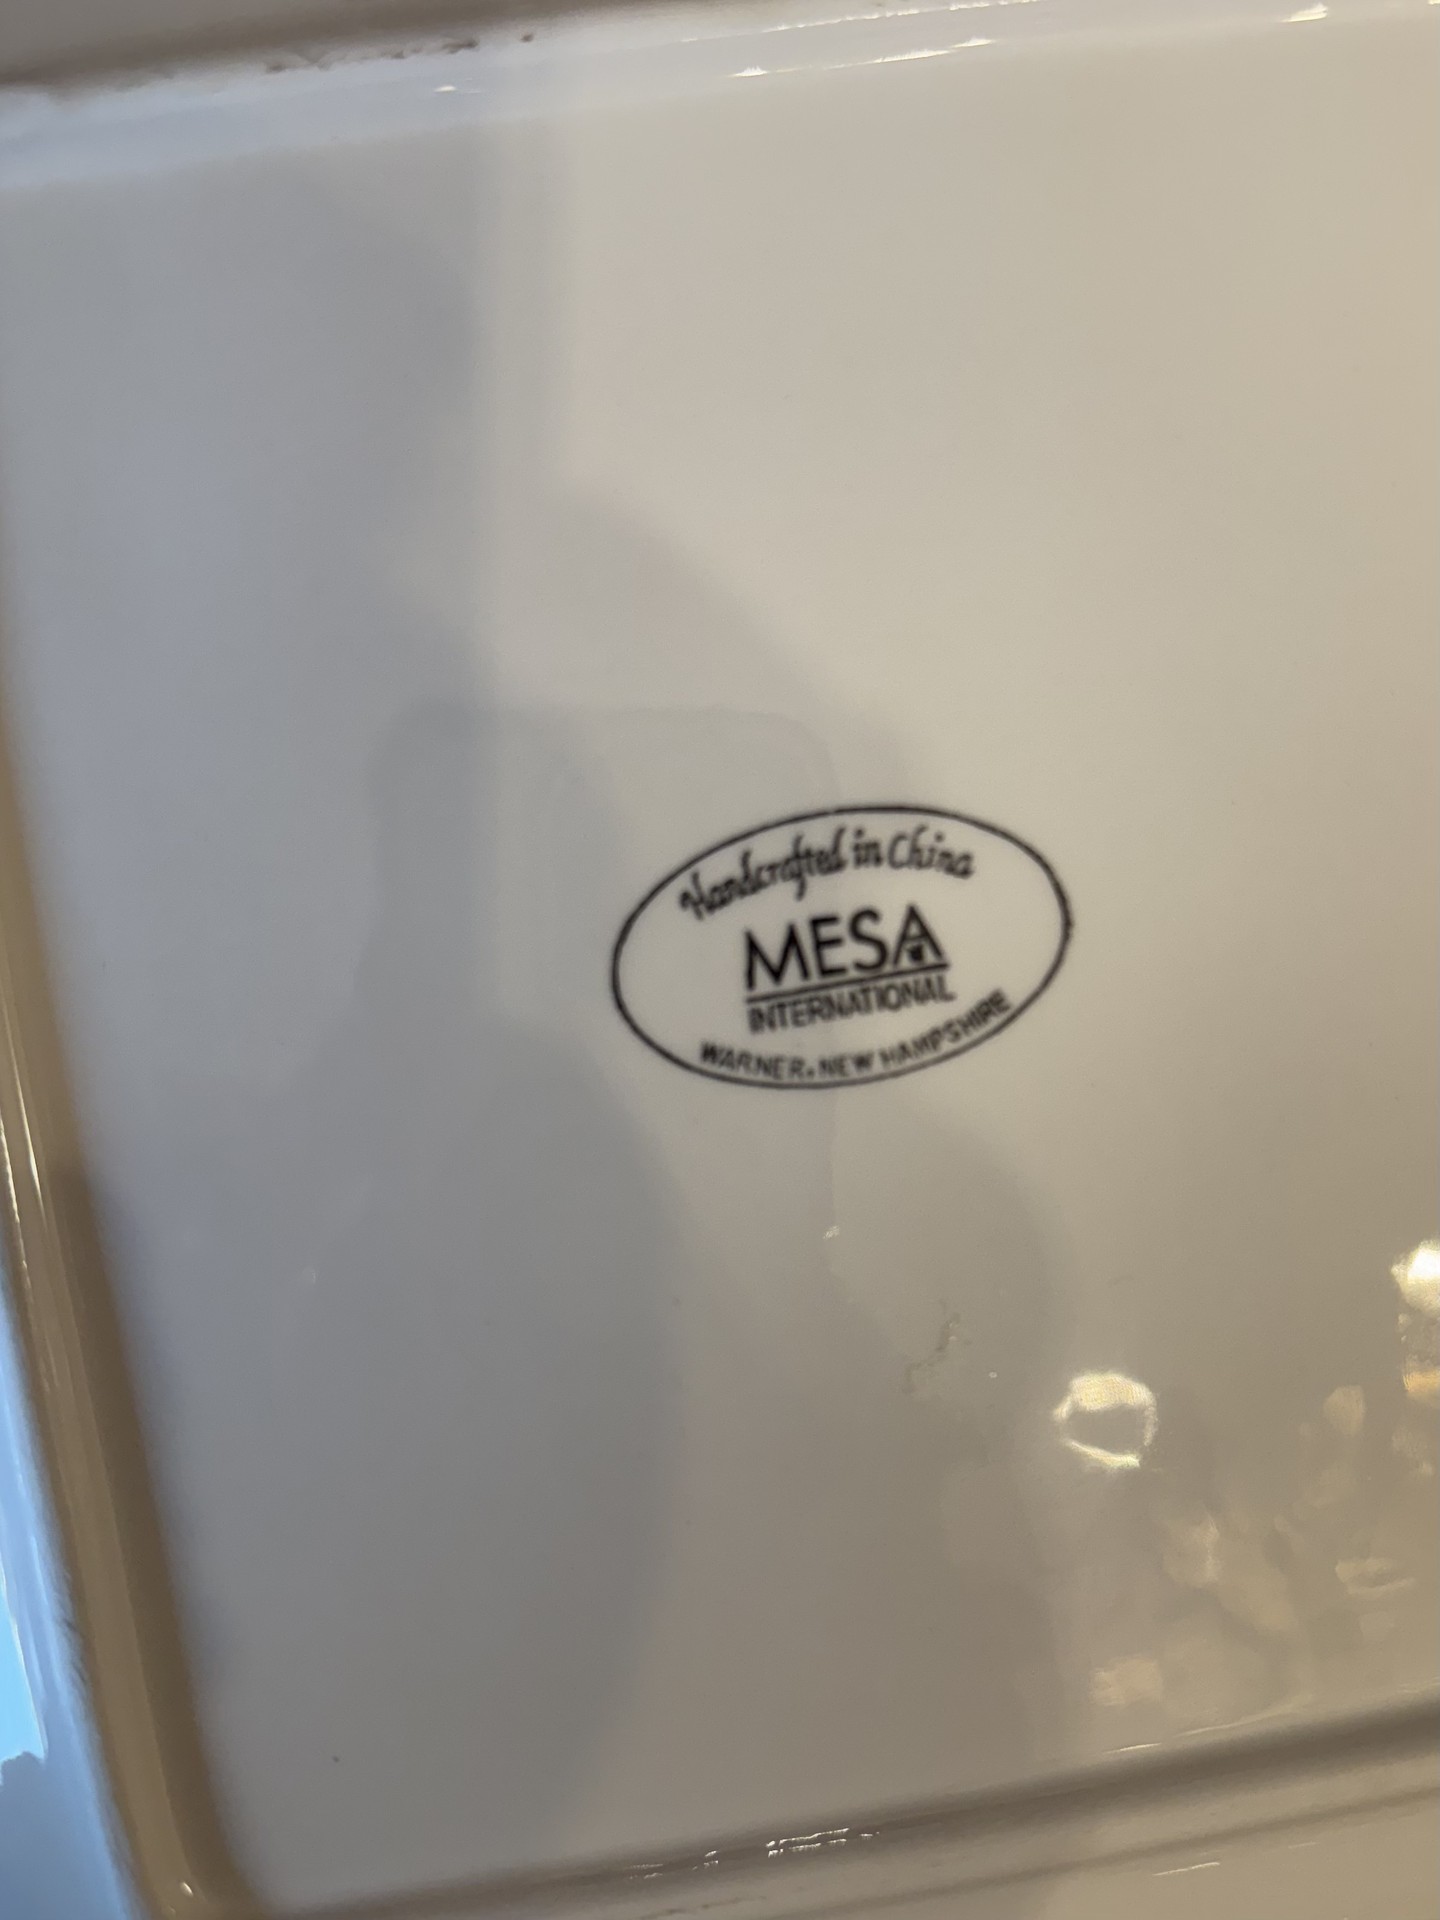 Handcrafted in China
MESA
INTERNATIONAL
WARNER • NEW HAMPSHIRE